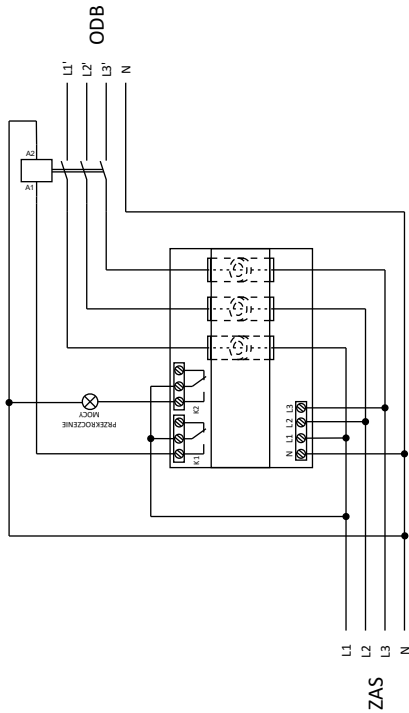 ODB
L1'
L2'
L3'
N
A2
A1
PRZEKROCZENIE
MOCY
K2
K1
L3
L2
L1
N
L1
L2
L3
N
ZAS